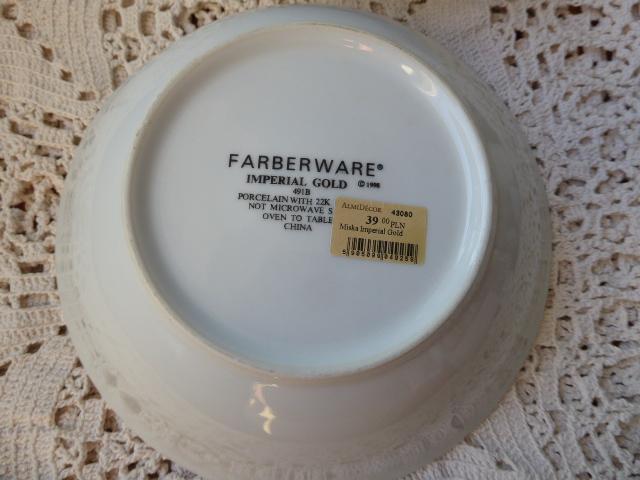 FARBERWARE®
IMPERIAL GOLD ©1998
491B
PORCELAIN WITH 22K
NOT MICROWAVE S
OVEN TO TABLE
CHINA
ALMIDÉCOR 43080
39 00 PLN
Miska Imperial Gold